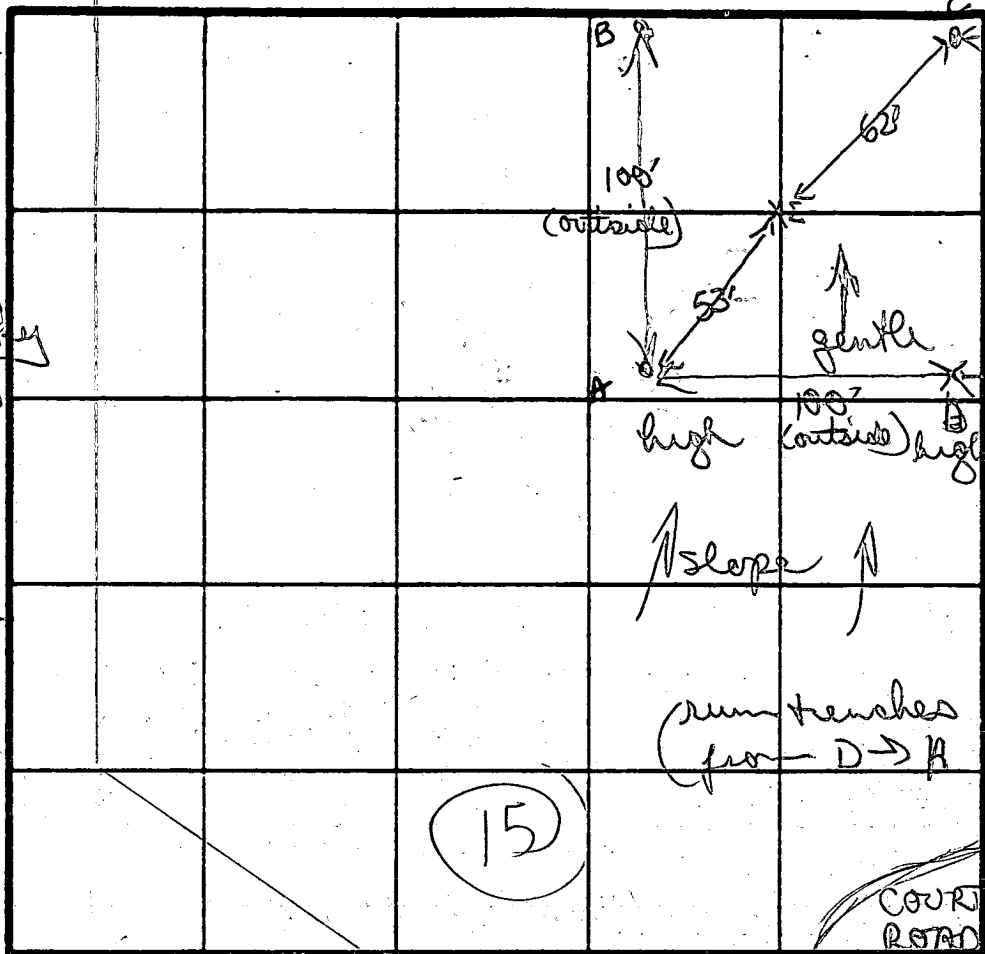 C
B
62'
100'
(outside)
53'
gentle
A
100'
D
high
(outside)
high
slope
(run trenches
from D → A
15
COURT
ROAD